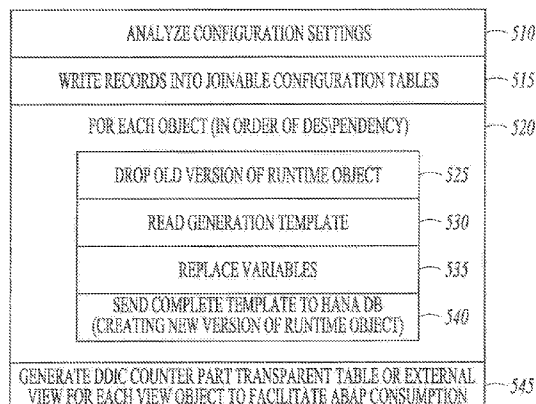 ANALYZE CONFIGURATION SETTINGS 510
WRITE RECORDS INTO JOINABLE CONFIGURATION TABLES 515
FOR EACH OBJECT (IN ORDER OF DES\PENDENCY) 520
DROP OLD VERSION OF RUNTIME OBJECT 525
READ GENERATION TEMPLATE 530
REPLACE VARIABLES 535
SEND COMPLETE TEMPLATE TO HANA DB
(CREATING NEW VERSION OF RUNTIME OBJECT) 540
GENERATE DDIC COUNTER PART TRANSPARENT TABLE OR EXTERNAL
VIEW FOR EACH VIEW OBJECT TO FACILITATE ABAP CONSUMPTION 545